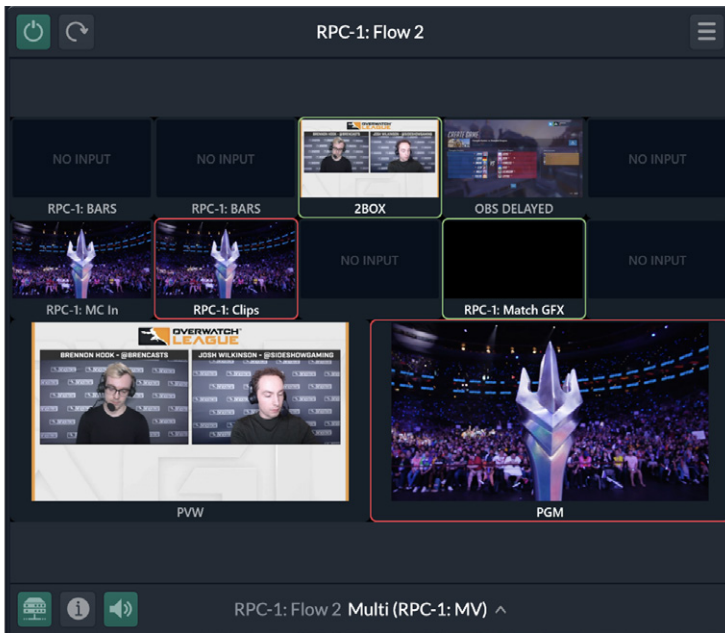 RPC-1: Flow 2
NO INPUT
NO INPUT
OVERWATCH
LEAGUE
CREATE GAME
NO INPUT
RPC-1: BARS
RPC-1: BARS
2BOX
OBS DELAYED
NO INPUT
NO INPUT
RPC-1: MC In
RPC-1: Clips
RPC-1: Match GFX
OVERWATCH
LEAGUE
BRENNON HOOK - @BRENCASTS
JOSH WILKINSON - @SIDESHOWGAMING
PVW
PGM
RPC-1: Flow 2 Multi (RPC-1: MV)